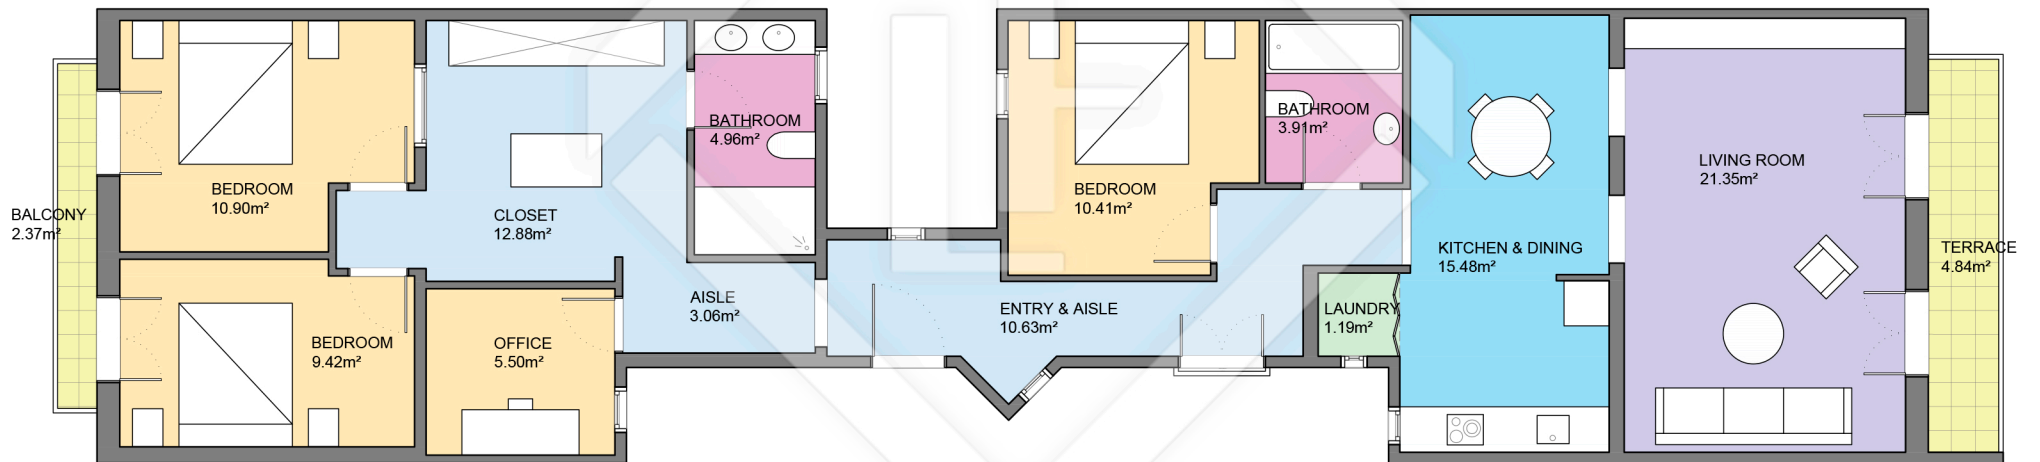 BALCONY
2.37m²
BEDROOM
10.90m²
BEDROOM
9.42m²
CLOSET
12.88m²
OFFICE
5.50m²
BATHROOM
4.96m²
AISLE
3.06m²
ENTRY & AISLE
10.63m²
BEDROOM
10.41m²
BATHROOM
3.91m²
LAUNDRY
1.19m²
KITCHEN & DINING
15.48m²
LIVING ROOM
21.35m²
TERRACE
4.84m²